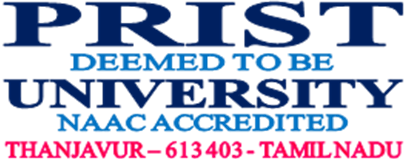 PRIST
DEEMED TO BE
UNIVERSITY
NAAC ACCREDITED
THANJAVUR – 613 403 - TAMIL NADU